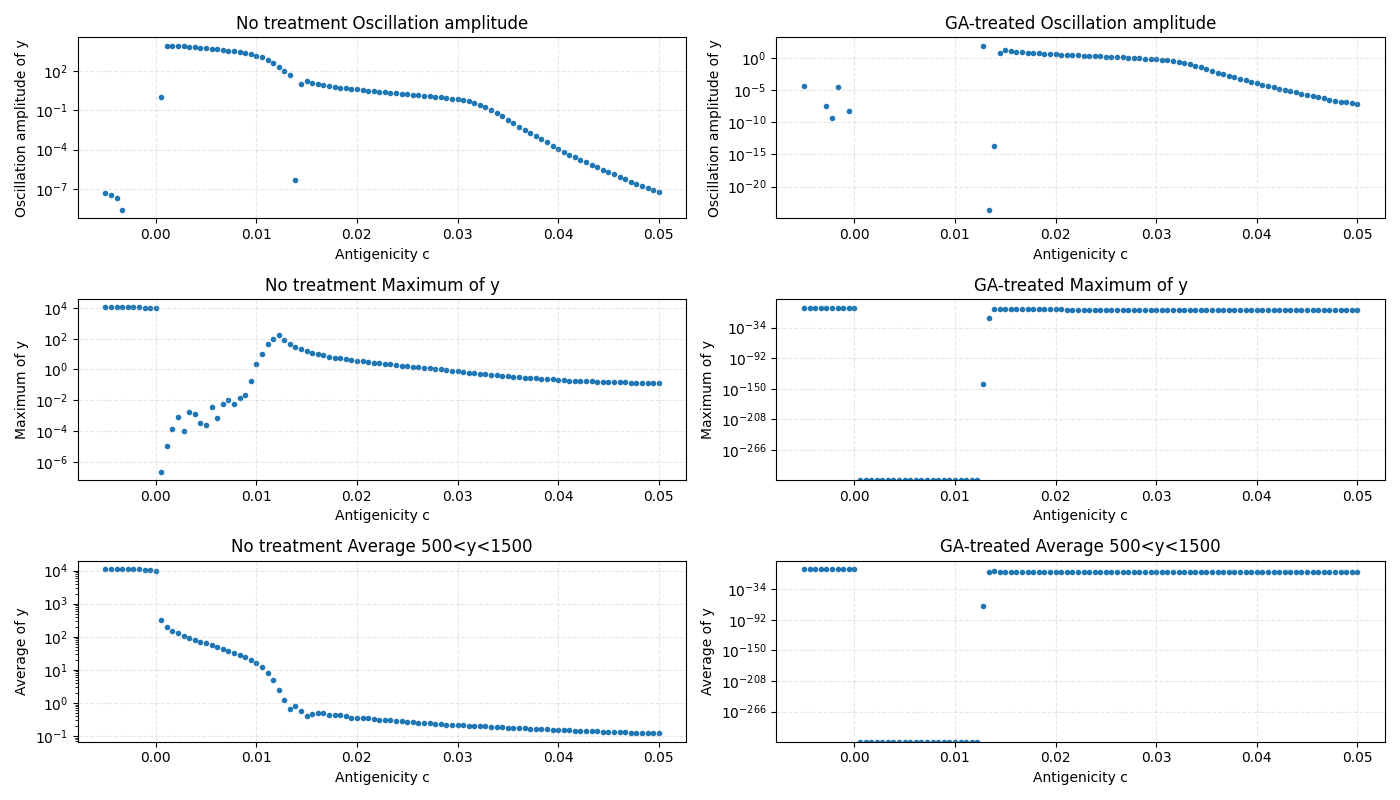 No treatment Oscillation amplitude
Oscillation amplitude of y
10^2
10^-1
10^-4
10^-7
0.00 0.01 0.02 0.03 0.04 0.05
Antigenicity c
GA-treated Oscillation amplitude
Oscillation amplitude of y
10^0
10^-5
10^-10
10^-15
10^-20
0.00 0.01 0.02 0.03 0.04 0.05
Antigenicity c
No treatment Maximum of y
Maximum of y
10^4
10^2
10^0
10^-2
10^-4
10^-6
0.00 0.01 0.02 0.03 0.04 0.05
Antigenicity c
GA-treated Maximum of y
Maximum of y
10^-34
10^-92
10^-150
10^-208
10^-266
0.00 0.01 0.02 0.03 0.04 0.05
Antigenicity c
No treatment Average 500<y<1500
Average of y
10^4
10^3
10^2
10^1
10^0
10^-1
0.00 0.01 0.02 0.03 0.04 0.05
Antigenicity c
GA-treated Average 500<y<1500
Average of y
10^-34
10^-92
10^-150
10^-208
10^-266
0.00 0.01 0.02 0.03 0.04 0.05
Antigenicity c